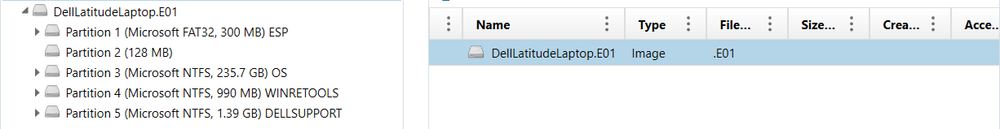 DellLatitudeLaptop.E01
Partition 1 (Microsoft FAT32, 300 MB) ESP
Partition 2 (128 MB)
Partition 3 (Microsoft NTFS, 235.7 GB) OS
Partition 4 (Microsoft NTFS, 990 MB) WINRETOOLS
Partition 5 (Microsoft NTFS, 1.39 GB) DELLSUPPORT
Name Type File... Size... Crea... Acce...
DellLatitudeLaptop.E01 Image .E01